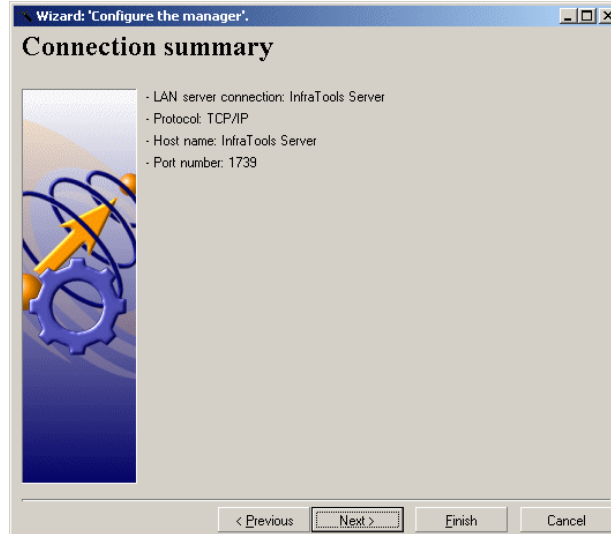 Wizard: 'Configure the manager'.
Connection summary
- LAN server connection: InfraTools Server
- Protocol: TCP/IP
- Host name: InfraTools Server
- Port number: 1739
< Previous Next > Finish Cancel